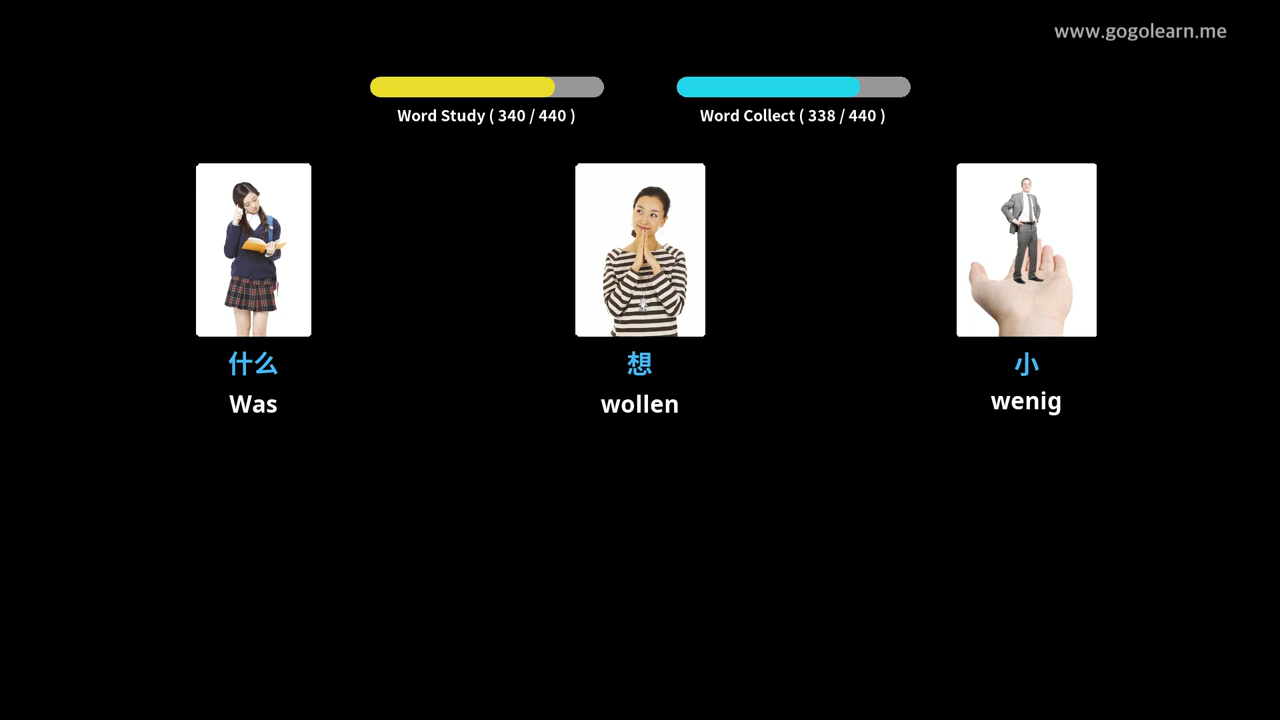 www.gogolearn.me
Word Study ( 340 / 440 )
Word Collect ( 338 / 440 )
什么
想
小
Was
wollen
wenig